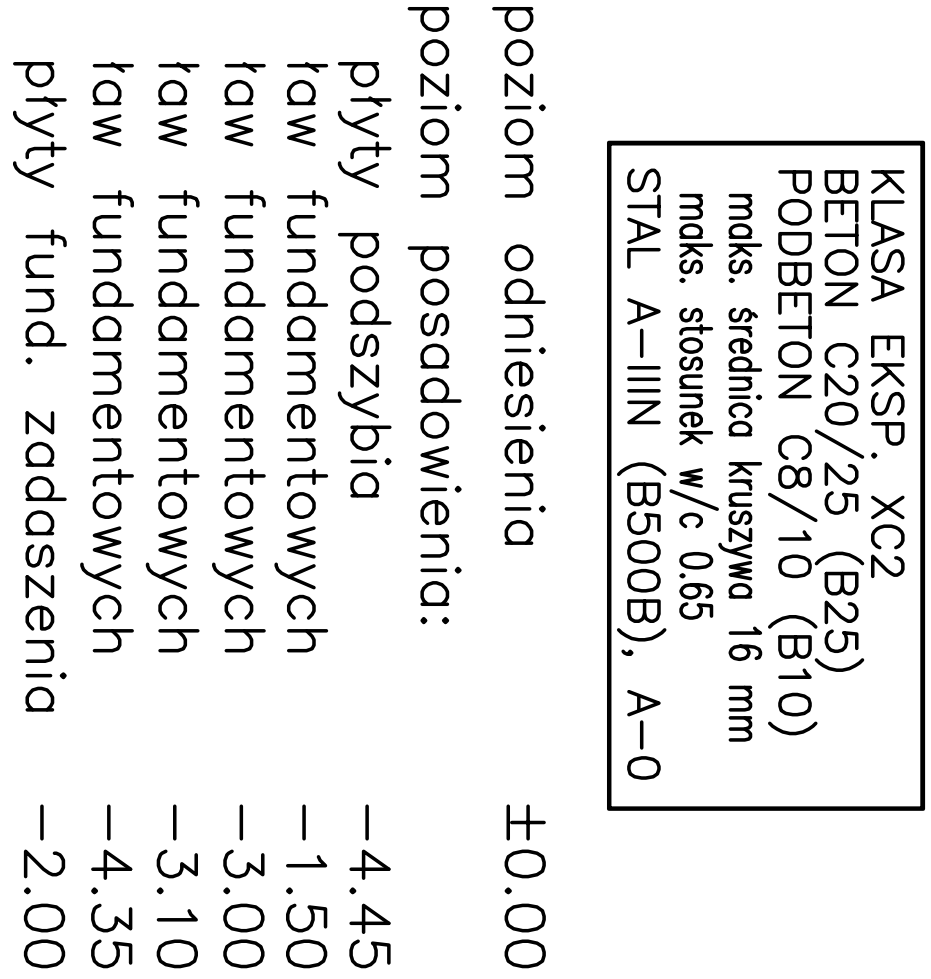 KLASA EKSP. XC2
BETON C20/25 (B25)
PODBETON C8/10 (B10)
maks. średnica kruszywa 16 mm
maks. stosunek w/c 0.65
STAL A-IIIN (B500B), A-0
poziom odniesienia ±0.00
poziom posadowienia:
płyty podszybia -4.45
ław fundamentowych -1.50
ław fundamentowych -3.00
ław fundamentowych -3.10
ław fundamentowych -4.35
płyty fund. zadaszenia -2.00